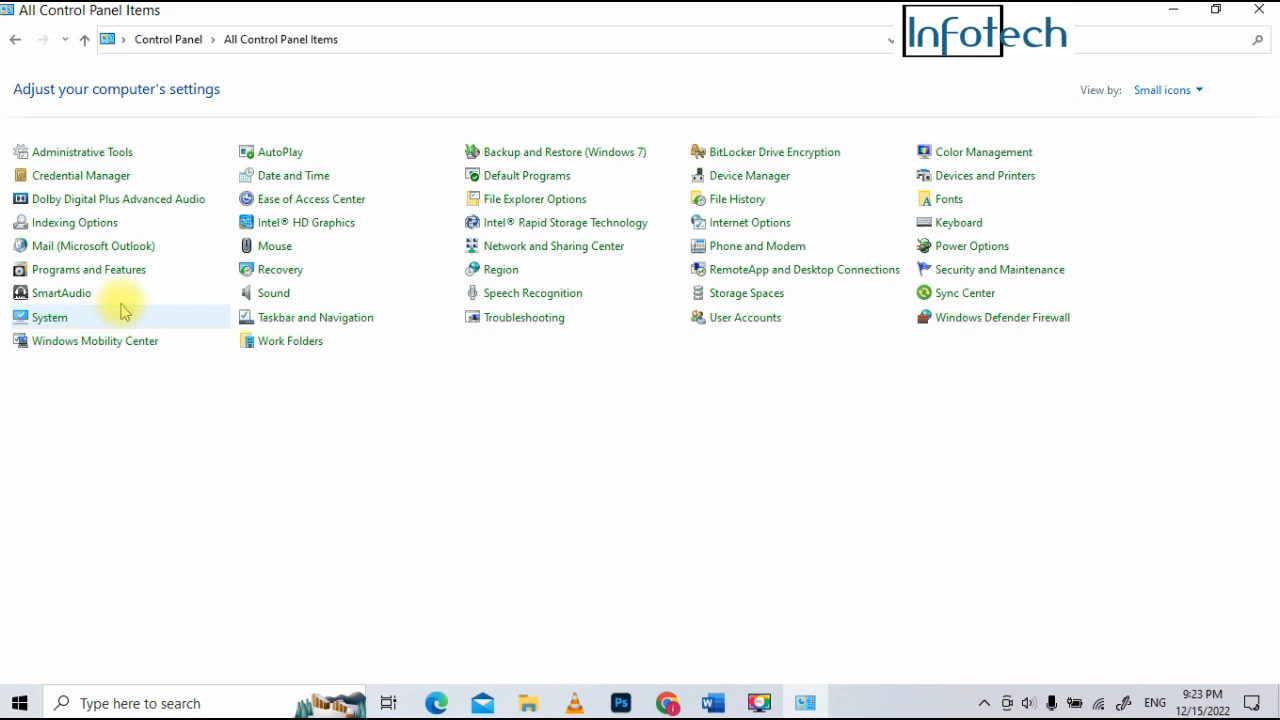 All Control Panel Items
Infotech
Control Panel All Control Panel Items
Adjust your computer's settings
View by: Small icons
Administrative Tools
AutoPlay
Backup and Restore (Windows 7)
BitLocker Drive Encryption
Color Management
Credential Manager
Date and Time
Default Programs
Device Manager
Devices and Printers
Dolby Digital Plus Advanced Audio
Ease of Access Center
File Explorer Options
File History
Fonts
Indexing Options
Intel® HD Graphics
Intel® Rapid Storage Technology
Internet Options
Keyboard
Mail (Microsoft Outlook)
Mouse
Network and Sharing Center
Phone and Modem
Power Options
Programs and Features
Recovery
Region
RemoteApp and Desktop Connections
Security and Maintenance
SmartAudio
Sound
Speech Recognition
Storage Spaces
Sync Center
System
Taskbar and Navigation
Troubleshooting
User Accounts
Windows Defender Firewall
Windows Mobility Center
Work Folders
Type here to search
Ps
ENG
9:23 PM
12/15/2022